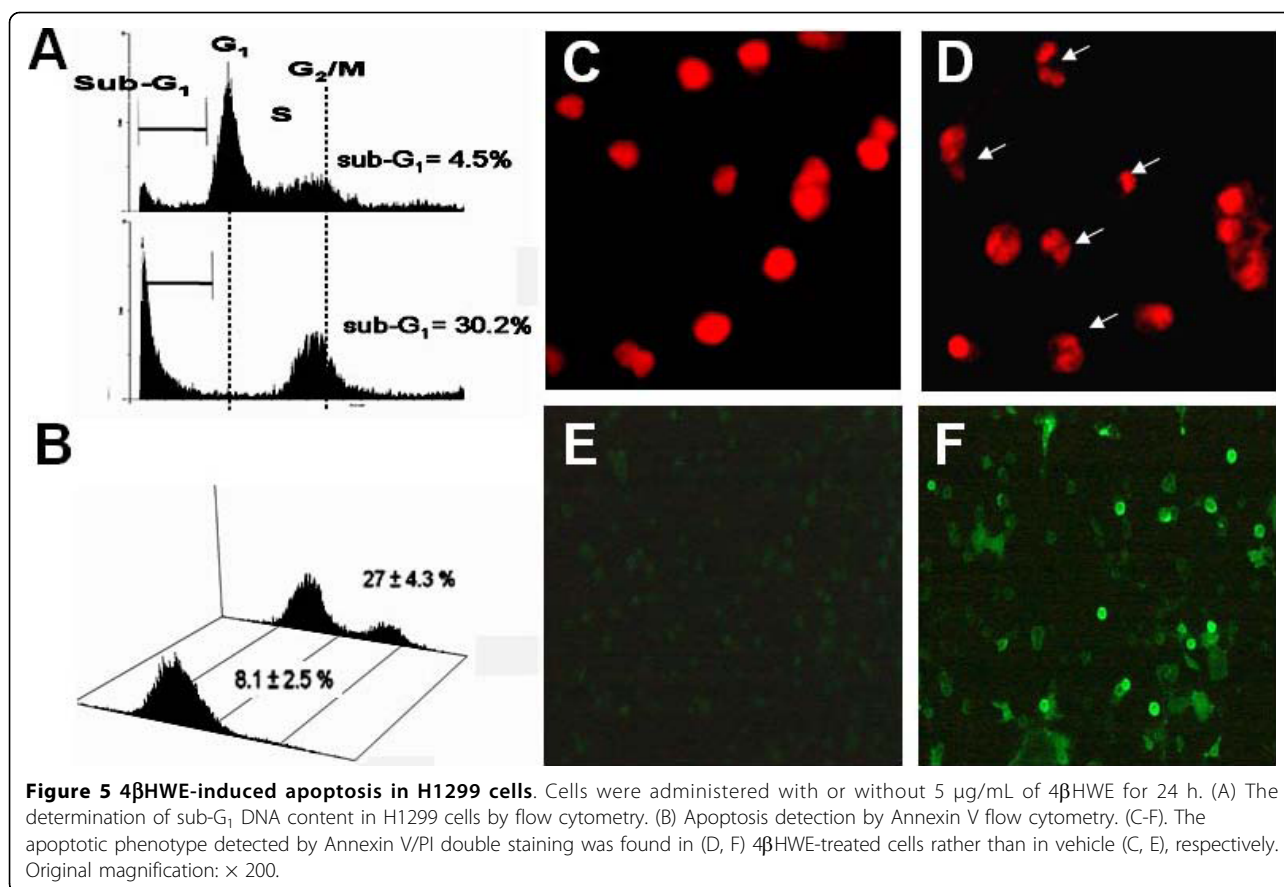 A
Sub-G₁
G₁
G₂/M
S
sub-G₁= 4.5%
sub-G₁= 30.2%
B
27 ± 4.3 %
8.1 ± 2.5 %
C
D
E
F
Figure 5 4βHWE-induced apoptosis in H1299 cells. Cells were administered with or without 5 μg/mL of 4βHWE for 24 h. (A) The
determination of sub-G₁ DNA content in H1299 cells by flow cytometry. (B) Apoptosis detection by Annexin V flow cytometry. (C-F). The
apoptotic phenotype detected by Annexin V/PI double staining was found in (D, F) 4βHWE-treated cells rather than in vehicle (C, E), respectively.
Original magnification: × 200.